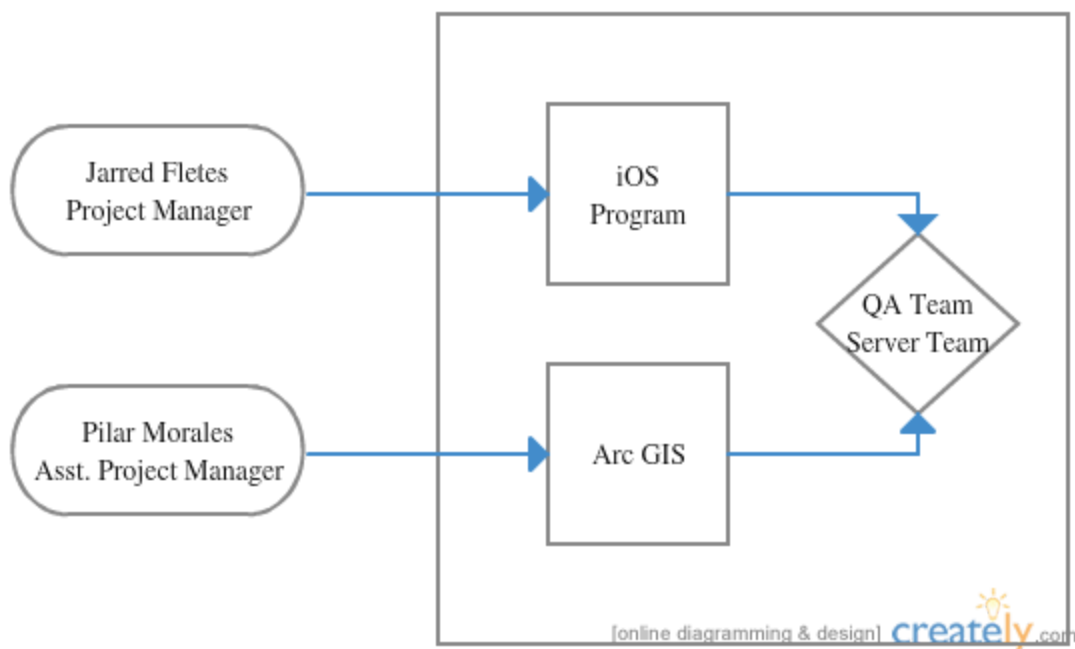 Jarred Fletes
Project Manager
iOS
Program
QA Team
Server Team
Pilar Morales
Asst. Project Manager
Arc GIS
[online diagramming & design] creately.com